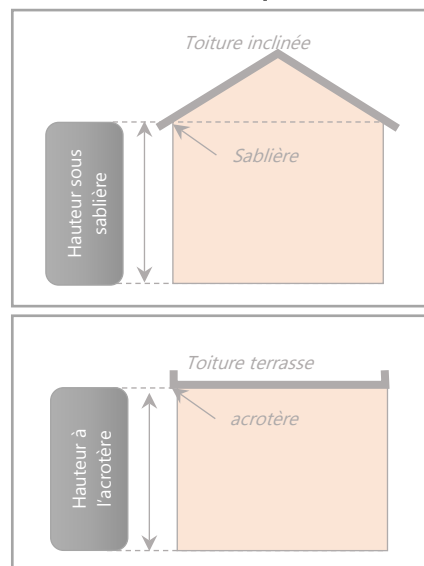 Toiture inclinée
Hauteur sous
sablière
Sablière
Toiture terrasse
Hauteur à
l'acrotère
acrotère